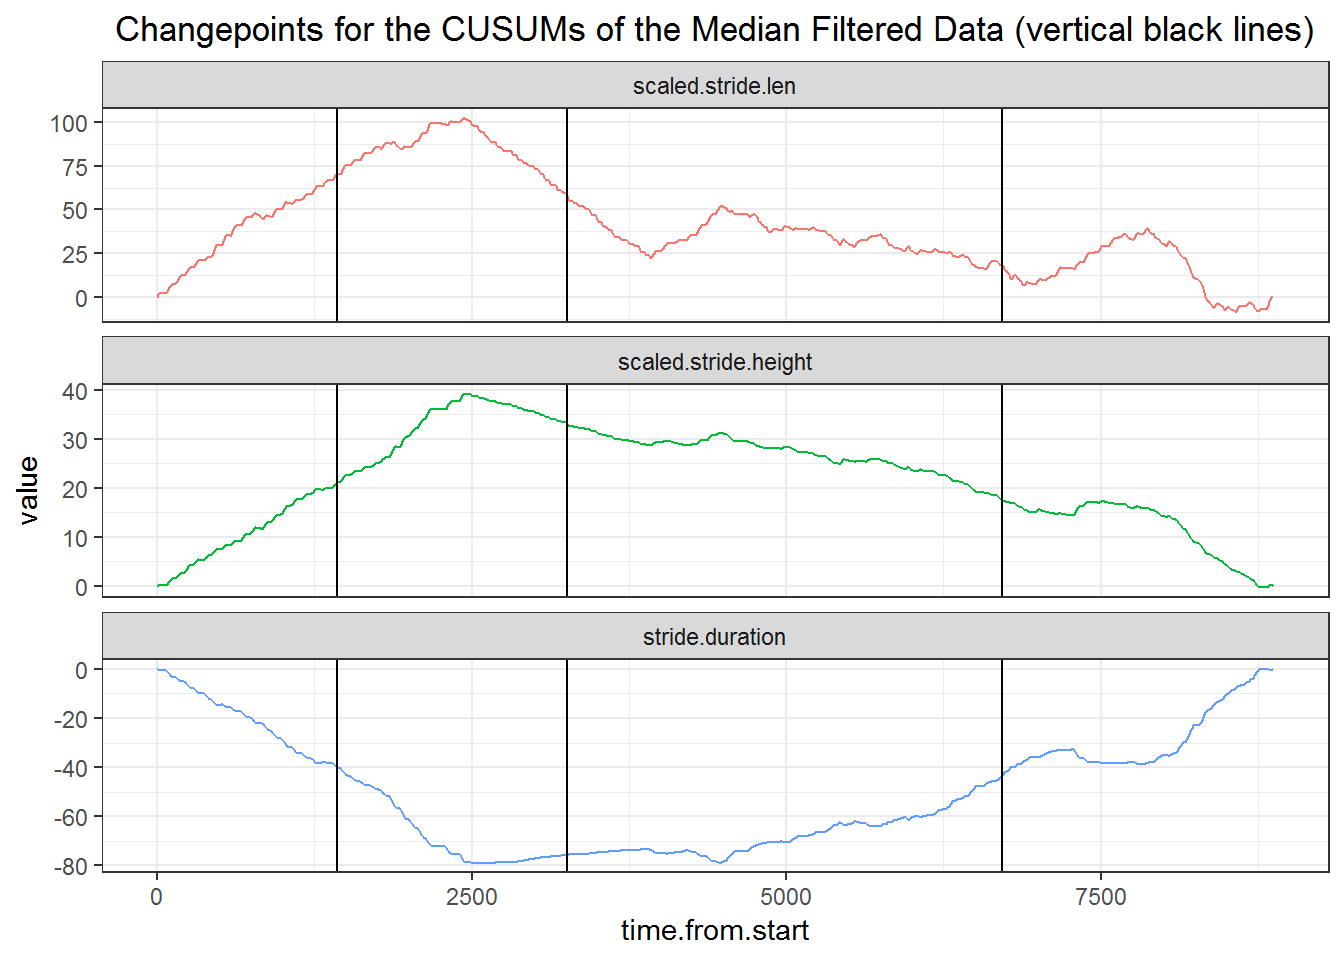 Changepoints for the CUSUMs of the Median Filtered Data (vertical black lines)
scaled.stride.len
100
75
50
25
0
scaled.stride.height
40
30
20
10
0
value
stride.duration
0
-20
-40
-60
-80
0 2500 5000 7500
time.from.start